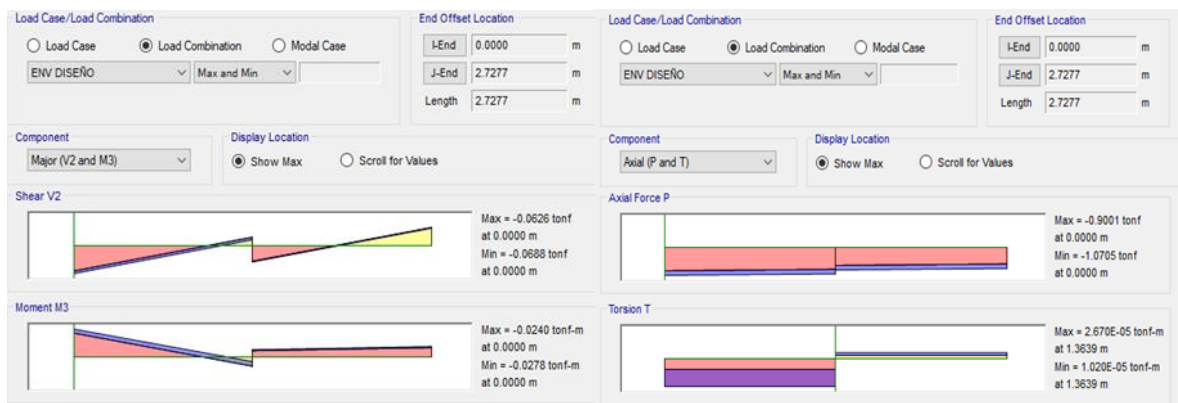 Load Case/Load Combination
Load Case
Load Combination
Modal Case
ENV DISEÑO
Max and Min
End Offset Location
I-End 0.0000 m
J-End 2.7277 m
Length 2.7277 m
Component
Major (V2 and M3)
Display Location
Show Max
Scroll for Values
Shear V2
Max = -0.0626 tonf
at 0.0000 m
Min = -0.0688 tonf
at 0.0000 m
Moment M3
Max = -0.0240 tonf-m
at 0.0000 m
Min = -0.0278 tonf-m
at 0.0000 m
Load Case/Load Combination
Load Case
Load Combination
Modal Case
ENV DISEÑO
Max and Min
End Offset Location
I-End 0.0000 m
J-End 2.7277 m
Length 2.7277 m
Component
Axial (P and T)
Display Location
Show Max
Scroll for Values
Axial Force P
Max = -0.9001 tonf
at 0.0000 m
Min = -1.0705 tonf
at 0.0000 m
Torsion T
Max = 2.670E-05 tonf-m
at 1.3639 m
Min = 1.020E-05 tonf-m
at 1.3639 m